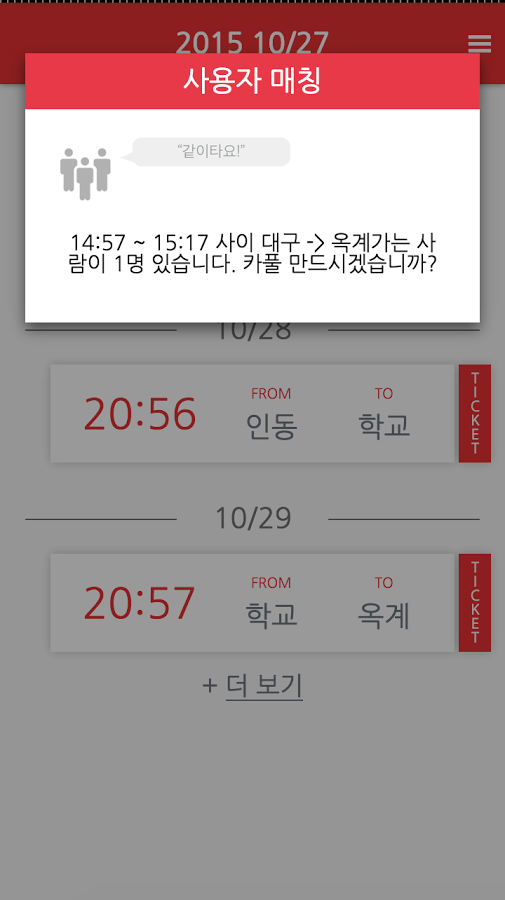 2015 10/27
사용자 매칭
“같이타요!”
14:57 ~ 15:17 사이 대구 -> 옥계가는 사
람이 1명 있습니다. 카풀 만드시겠습니까?
10/28
20:56
FROM
인동
TO
학교
TICKET
10/29
20:57
FROM
학교
TO
옥계
TICKET
+ 더 보기